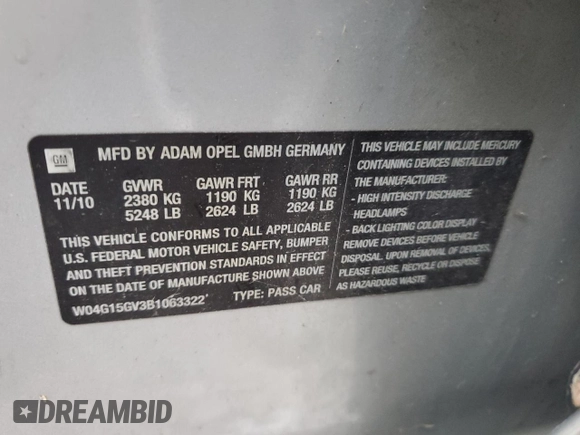 GM MFD BY ADAM OPEL GMBH GERMANY
DATE GVWR GAWR FRT GAWR RR
11/10 2380 KG 1190 KG 1190 KG
5248 LB 2624 LB 2624 LB
THIS VEHICLE CONFORMS TO ALL APPLICABLE
U.S. FEDERAL MOTOR VEHICLE SAFETY, BUMPER
AND THEFT PREVENTION STANDARDS IN EFFECT
ON THE DATE OF MANUFACTURE SHOWN ABOVE
W04G15GV3B1063322 TYPE: PASS CAR
THIS VEHICLE MAY INCLUDE MERCURY
CONTAINING DEVICES INSTALLED BY
THE MANUFACTURER:
- HIGH INTENSITY DISCHARGE
HEADLAMPS
- BACK LIGHTING COLOR DISPLAY
REMOVE DEVICES BEFORE VEHICLE
DISPOSAL. UPON REMOVAL OF DEVICES,
PLEASE REUSE, RECYCLE OR DISPOSE
AS HAZARDOUS WASTE
DREAMBID